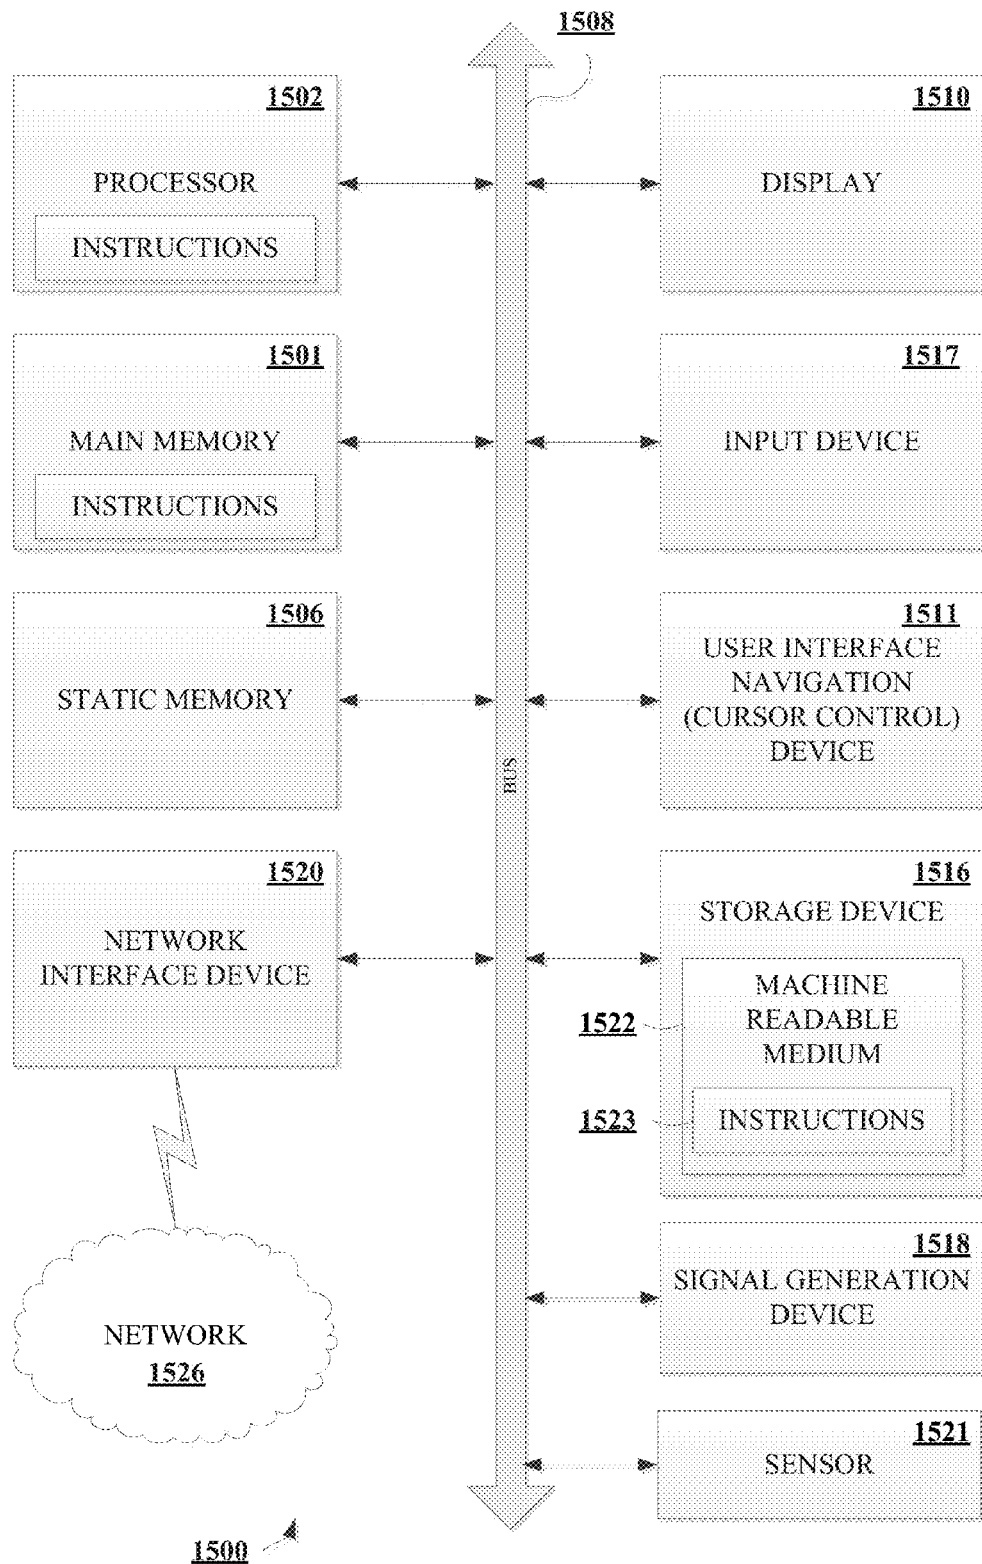 1508
1502
PROCESSOR
INSTRUCTIONS
1510
DISPLAY
1501
MAIN MEMORY
INSTRUCTIONS
1517
INPUT DEVICE
1506
STATIC MEMORY
1511
USER INTERFACE
NAVIGATION
(CURSOR CONTROL)
DEVICE
BUS
1520
NETWORK
INTERFACE DEVICE
1516
STORAGE DEVICE
MACHINE
READABLE
MEDIUM
1522
INSTRUCTIONS
1523
1518
SIGNAL GENERATION
DEVICE
NETWORK
1526
1521
SENSOR
1500